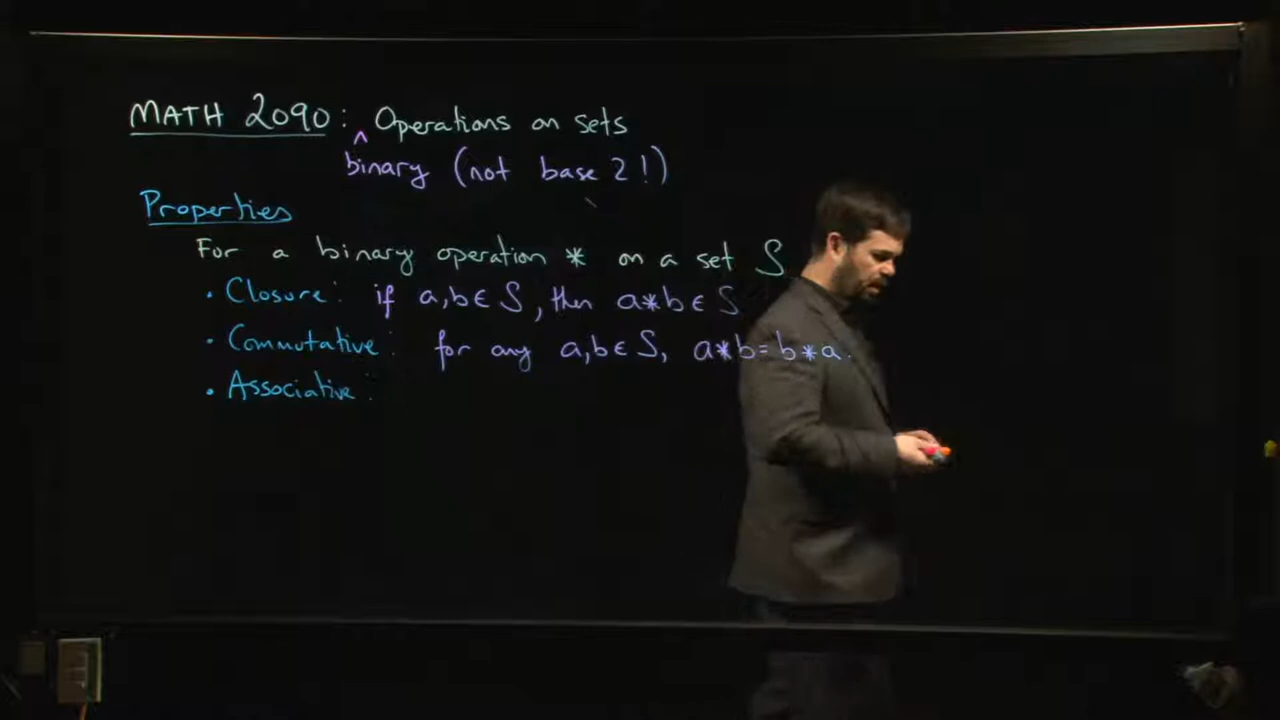 MATH 2090: Operations on sets
^
binary (not base 2!)
Properties
For a binary operation * on a set S
• Closure: if a,b ∈ S, then a*b ∈ S
• Commutative: for any a,b ∈ S, a*b = b*a.
• Associative: